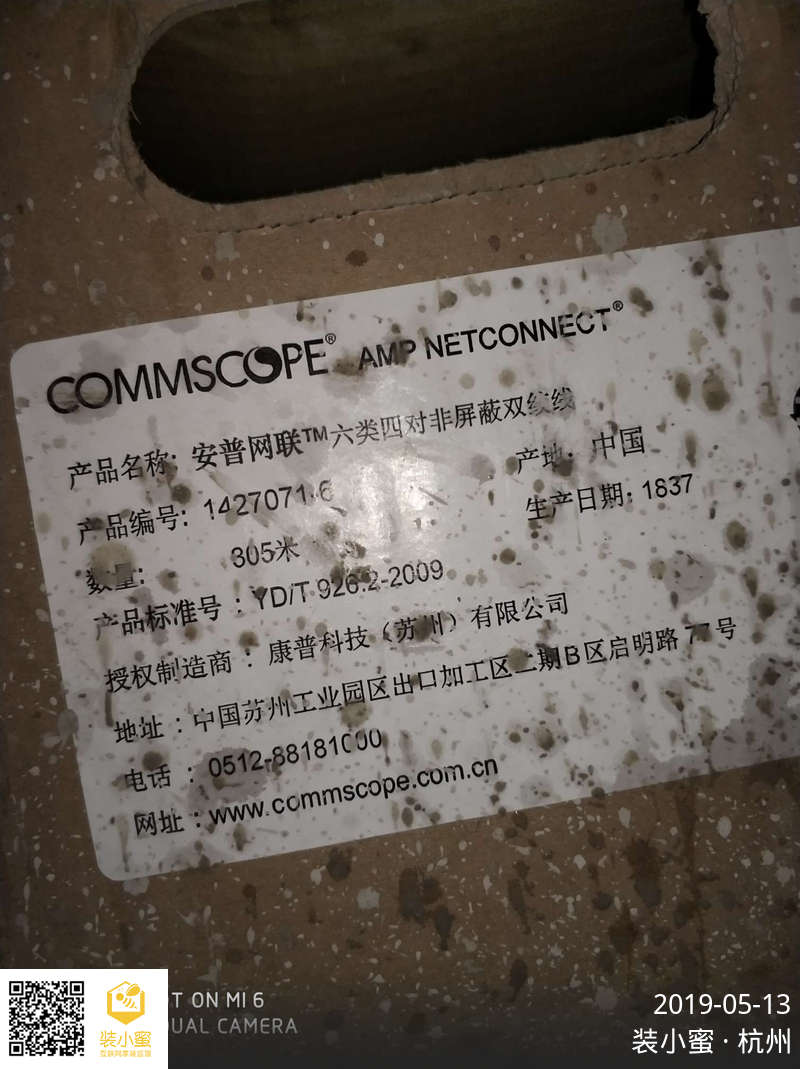 COMMSCOPE® AMP NETCONNECT®
产品名称: 安普网联™六类四对非屏蔽双绞线
产品编号: 1427071-6 产地: 中国
数量: 305米 生产日期: 1837
产品标准号 : YD/T 926.2-2009
授权制造商 : 康普科技（苏州）有限公司
地址 : 中国苏州工业园区出口加工区二期B区启明路 77 号
电话 : 0512-88181000
网址 : www.commscope.com.cn
T ON MI 6
DUAL CAMERA
装小蜜
2019-05-13
装小蜜 · 杭州